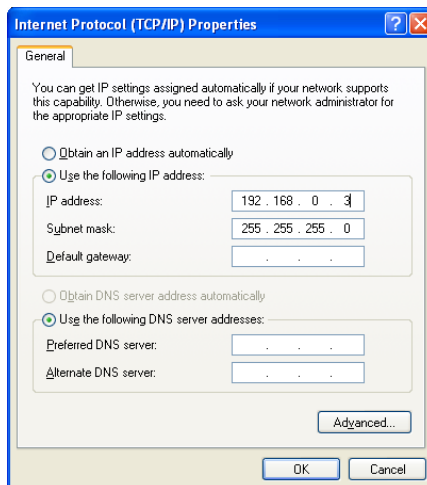 Internet Protocol (TCP/IP) Properties
General
You can get IP settings assigned automatically if your network supports
this capability. Otherwise, you need to ask your network administrator for
the appropriate IP settings.
Obtain an IP address automatically
Use the following IP address:
IP address: 192 . 168 . 0 . 3
Subnet mask: 255 . 255 . 255 . 0
Default gateway: . . .
Obtain DNS server address automatically
Use the following DNS server addresses:
Preferred DNS server: . . .
Alternate DNS server: . . .
Advanced...
OK Cancel